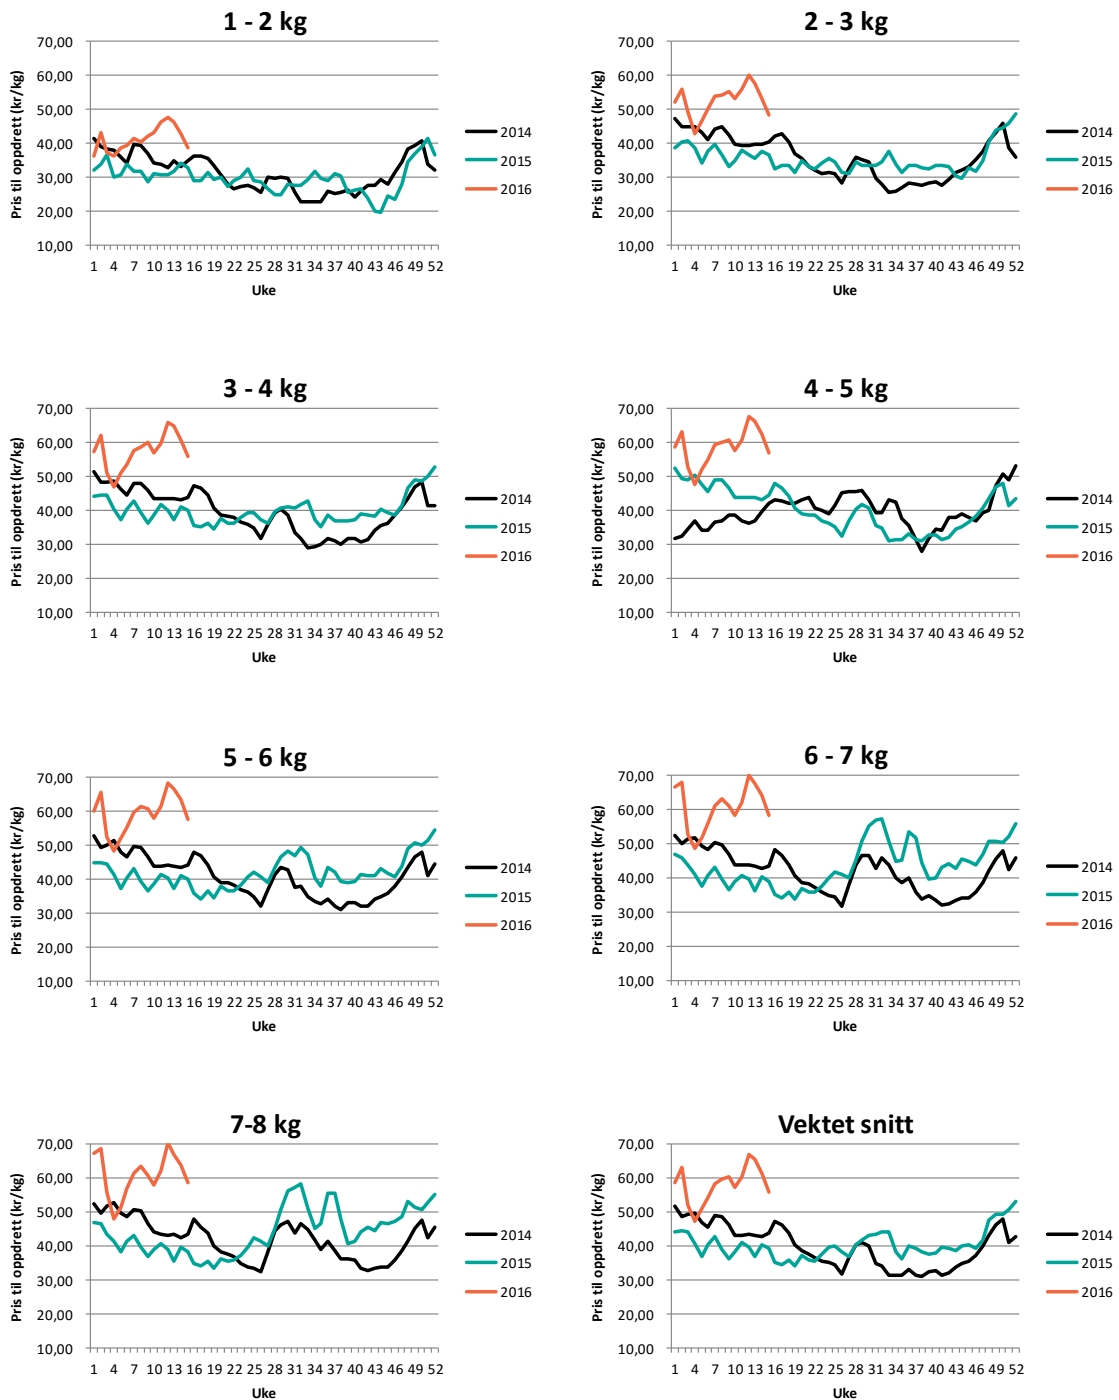 1 - 2 kg
Pris til oppdrett (kr/kg)
70,00
60,00
50,00
40,00
30,00
20,00
10,00
1 4 7 10 13 16 19 22 25 28 31 34 37 40 43 46 49 52
Uke
2014
2015
2016
2 - 3 kg
Pris til oppdrett (kr/kg)
70,00
60,00
50,00
40,00
30,00
20,00
10,00
1 4 7 10 13 16 19 22 25 28 31 34 37 40 43 46 49 52
Uke
2014
2015
2016
3 - 4 kg
Pris til oppdrett (kr/kg)
70,00
60,00
50,00
40,00
30,00
20,00
10,00
1 4 7 10 13 16 19 22 25 28 31 34 37 40 43 46 49 52
Uke
2014
2015
2016
4 - 5 kg
Pris til oppdrett (kr/kg)
70,00
60,00
50,00
40,00
30,00
20,00
10,00
1 4 7 10 13 16 19 22 25 28 31 34 37 40 43 46 49 52
Uke
2014
2015
2016
5 - 6 kg
Pris til oppdrett (kr/kg)
70,00
60,00
50,00
40,00
30,00
20,00
10,00
1 4 7 10 13 16 19 22 25 28 31 34 37 40 43 46 49 52
Uke
2014
2015
2016
6 - 7 kg
Pris til oppdrett (kr/kg)
70,00
60,00
50,00
40,00
30,00
20,00
10,00
1 4 7 10 13 16 19 22 25 28 31 34 37 40 43 46 49 52
Uke
2014
2015
2016
7-8 kg
Pris til oppdrett (kr/kg)
70,00
60,00
50,00
40,00
30,00
20,00
10,00
1 4 7 10 13 16 19 22 25 28 31 34 37 40 43 46 49 52
Uke
2014
2015
2016
Vektet snitt
Pris til oppdrett (kr/kg)
70,00
60,00
50,00
40,00
30,00
20,00
10,00
1 4 7 10 13 16 19 22 25 28 31 34 37 40 43 46 49 52
Uke
2014
2015
2016